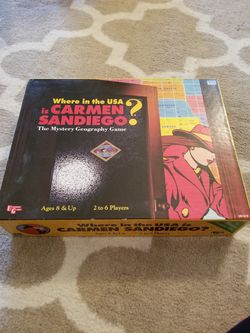 Where in the USA
is CARMEN
SANDIEGO?
The Mystery Geography Game
Ages 8 & Up
2 to 6 Players
Where in the USA is
CARMEN SANDIEGO?